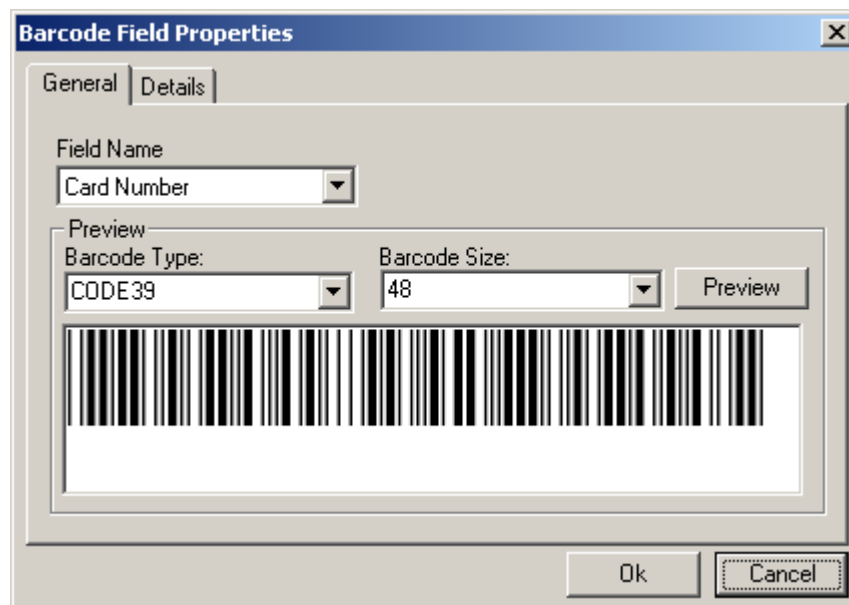 Barcode Field Properties
General Details
Field Name
Card Number
Preview
Barcode Type: Barcode Size:
CODE39 48 Preview
Ok Cancel